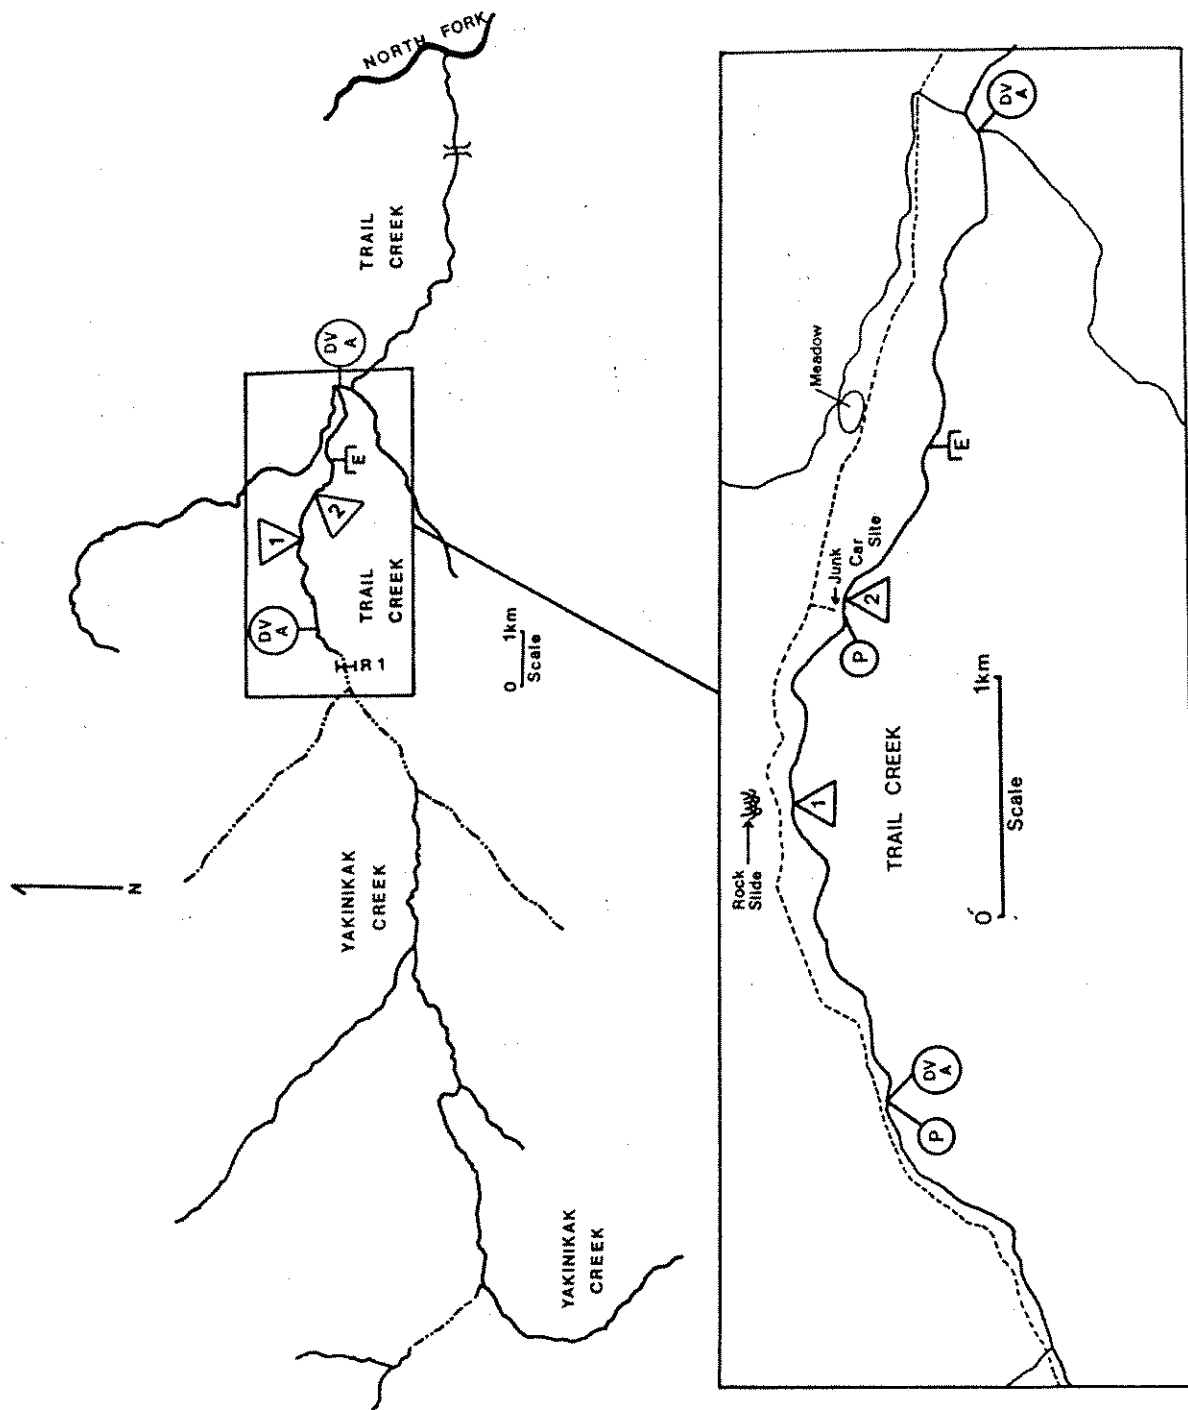 NORTH FORK
TRAIL
CREEK
DV
A
E
2
1
TRAIL
CREEK
DV
A
HR1
0 1km
Scale
N
YAKINIKAK
CREEK
YAKINIKAK
CREEK
DV
A
Meadow
E
Junk
Car
Site
2
P
Rock
Slide
1
TRAIL CREEK
0 1km
Scale
DV
A
P